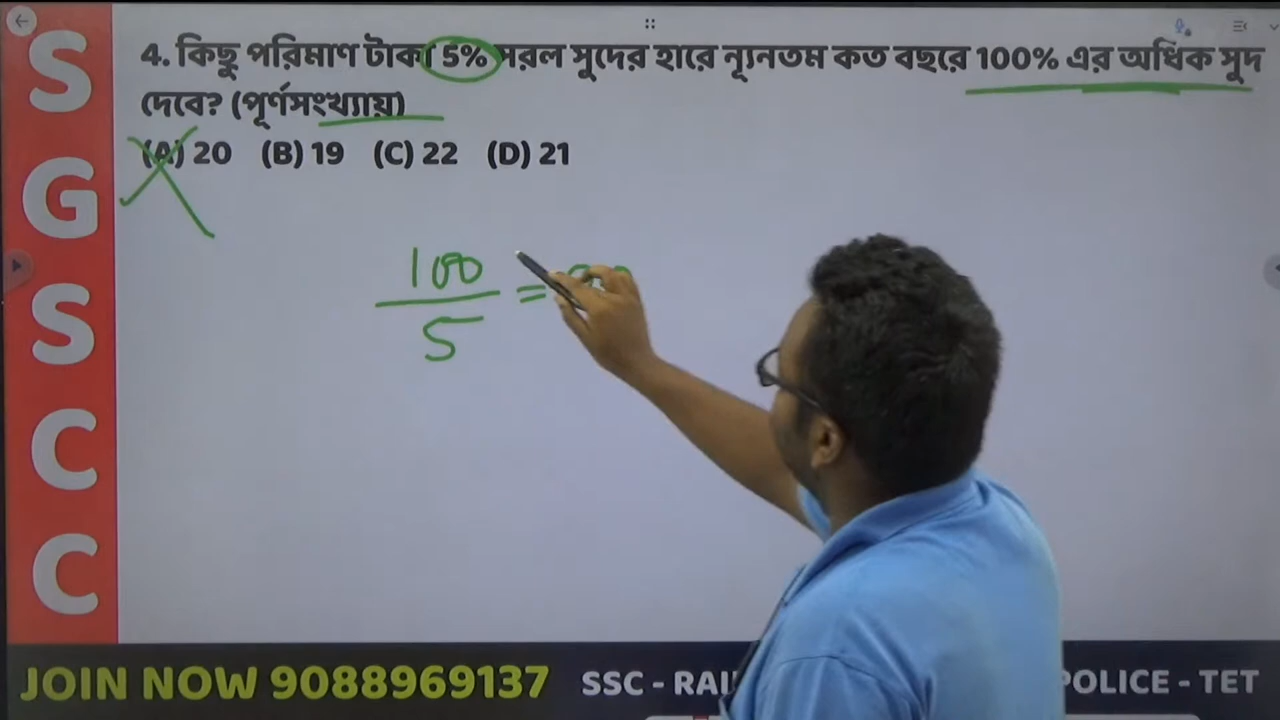 S
G
S
C
C
4. কিছু পরিমাণ টাকা 5% সরল সুদের হারে ন্যূনতম কত বছরে 100% এর অধিক সুদ
দেবে? (পূর্ণসংখ্যায়)
(A) 20 (B) 19 (C) 22 (D) 21
100
5
=
JOIN NOW 9088969137 SSC - RAI POLICE - TET